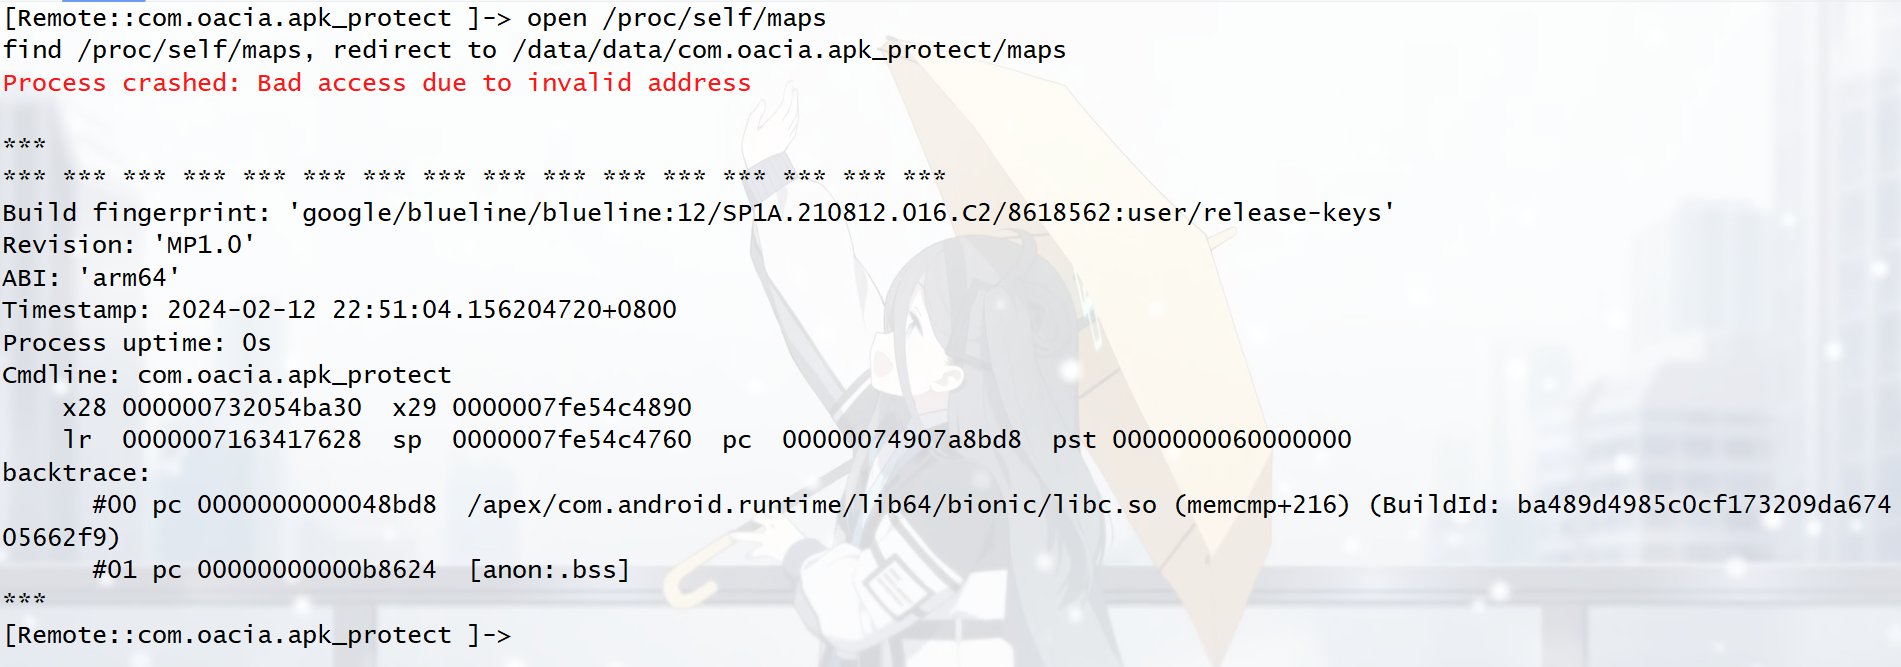 [Remote::com.oacia.apk_protect ]-> open /proc/self/maps
find /proc/self/maps, redirect to /data/data/com.oacia.apk_protect/maps
Process crashed: Bad access due to invalid address
***
*** *** *** *** *** *** *** *** *** *** *** *** *** *** *** ***
Build fingerprint: 'google/blueline/blueline:12/SP1A.210812.016.C2/8618562:user/release-keys'
Revision: 'MP1.0'
ABI: 'arm64'
Timestamp: 2024-02-12 22:51:04.156204720+0800
Process uptime: 0s
Cmdline: com.oacia.apk_protect
x28 000000732054ba30  x29 0000007fe54c4890
lr  0000007163417628  sp  0000007fe54c4760  pc  00000074907a8bd8  pst 0000000060000000
backtrace:
#00 pc 0000000000048bd8  /apex/com.android.runtime/lib64/bionic/libc.so (memcmp+216) (BuildId: ba489d4985c0cf173209da674
05662f9)
#01 pc 00000000000b8624  [anon:.bss]
***
[Remote::com.oacia.apk_protect ]->